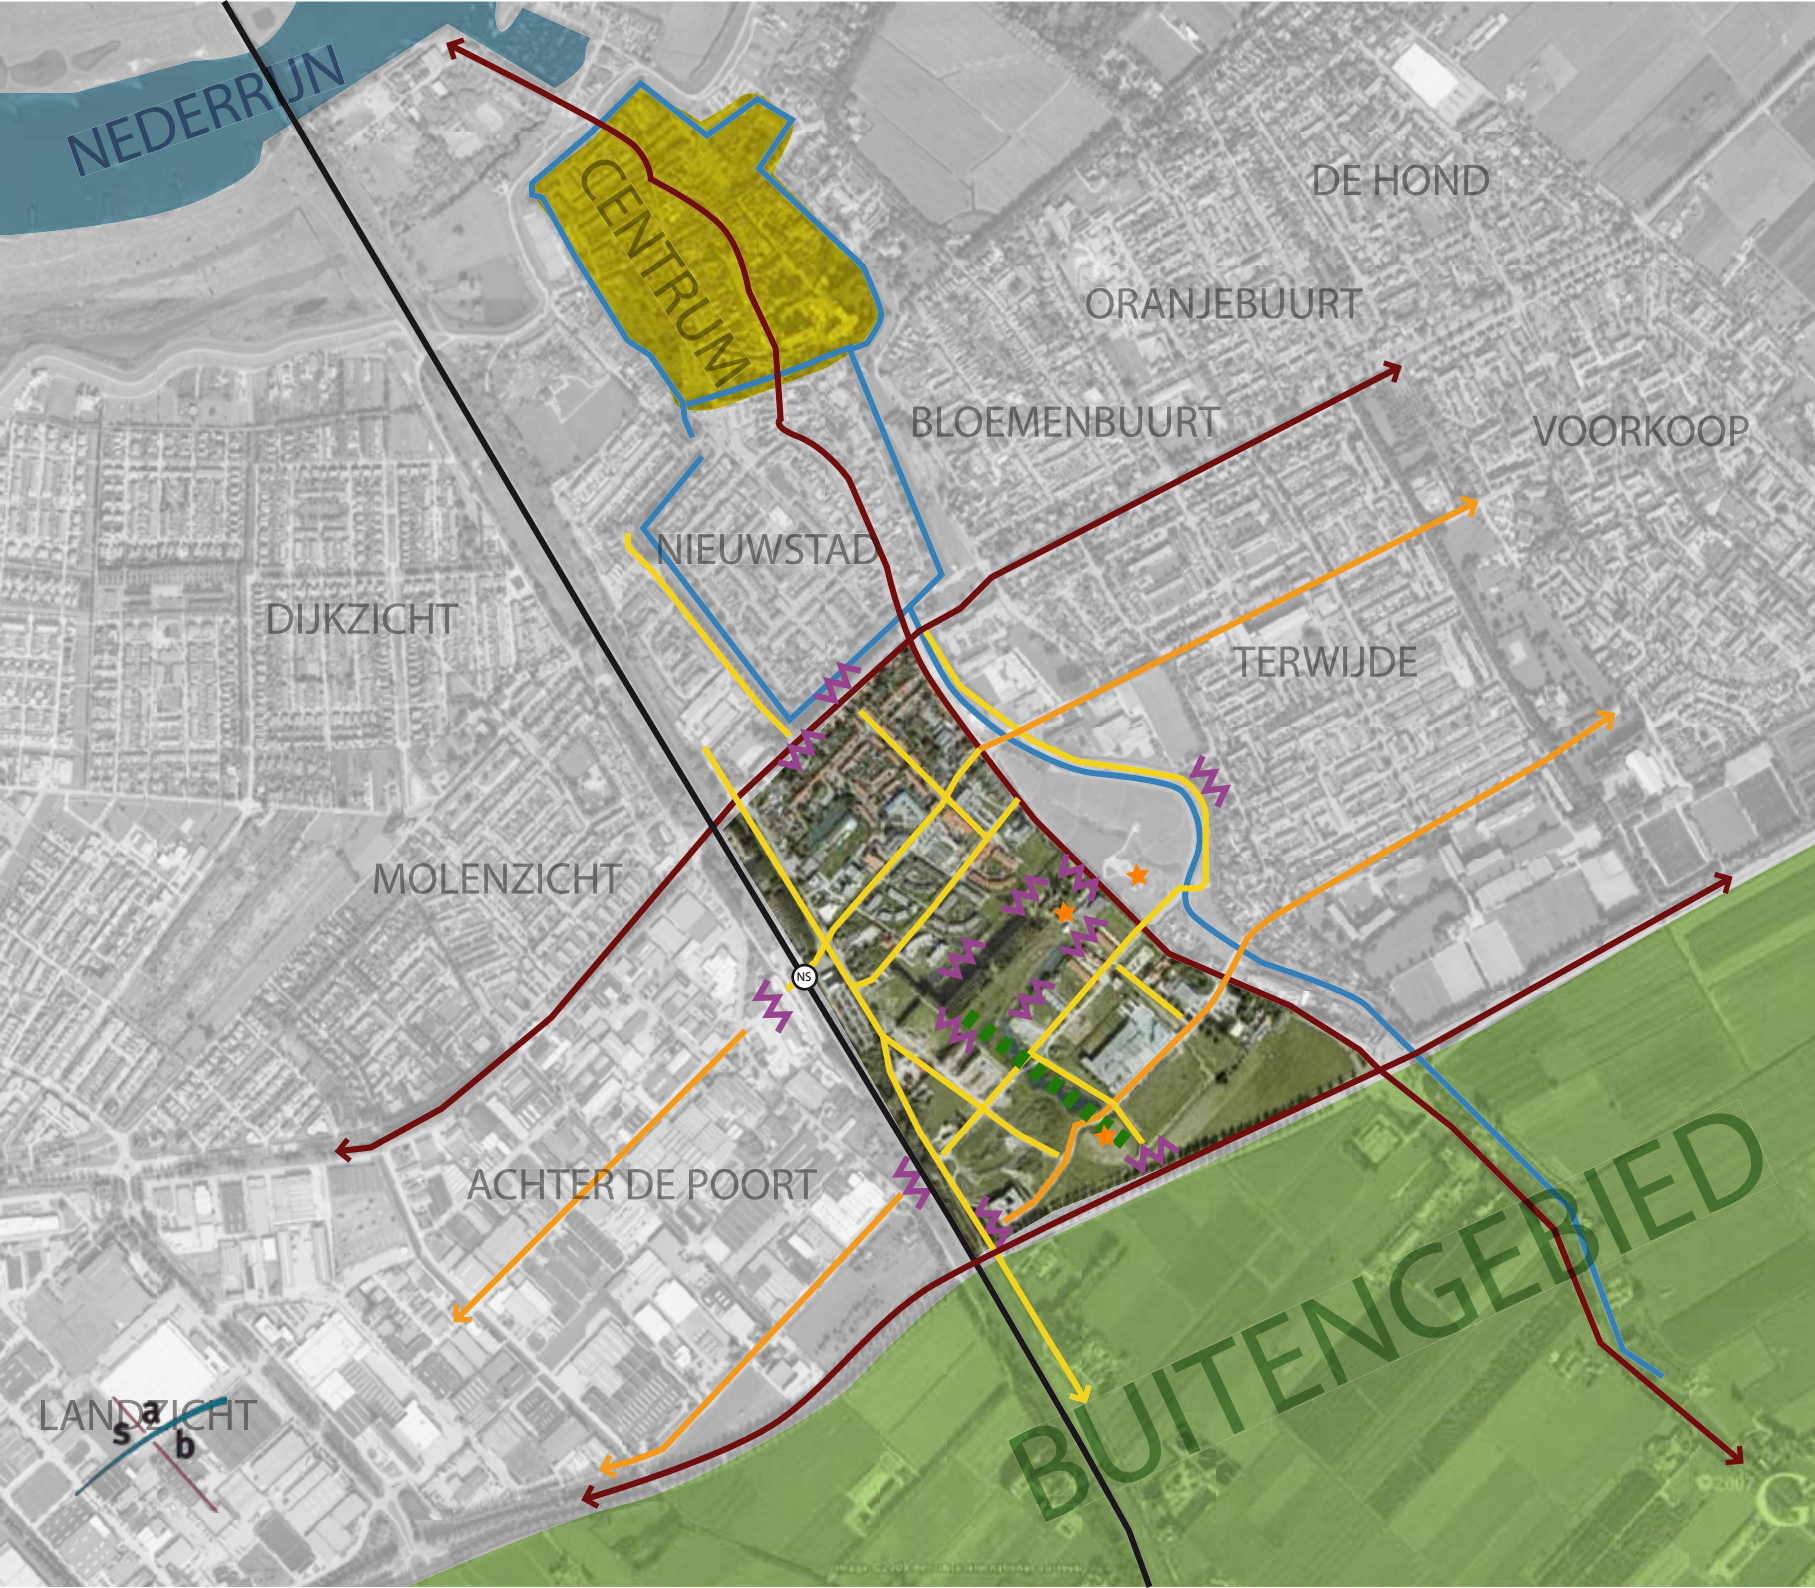 NEDERRIJN
CENTRUM
DE HOND
ORANJEBUURT
BLOEMENBUURT
VOORKOOP
NIEUWSTAD
DIJKZICHT
TERWIJDE
MOLENZICHT
NS
ACHTER DE POORT
BUITENGEBIED
LANDZICHT
s a b
G